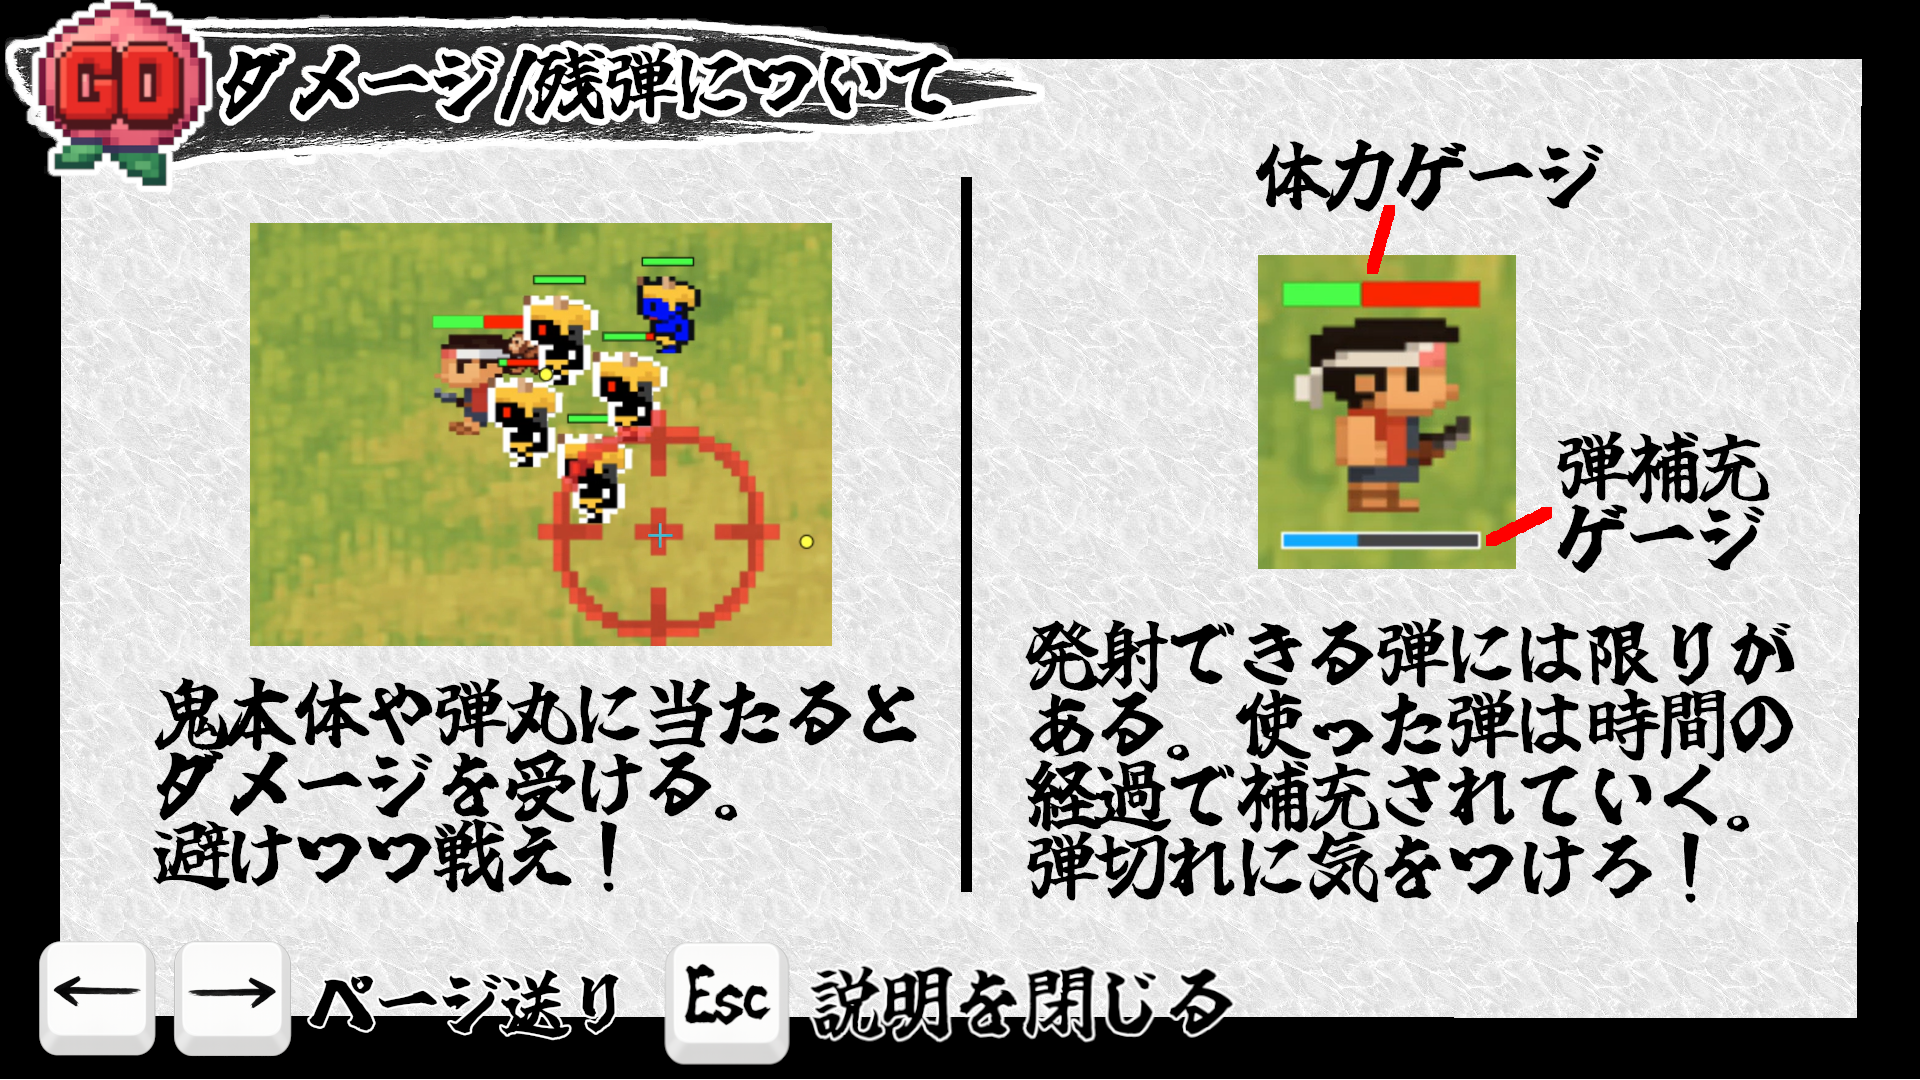 GO
ダメージ/残弾について
鬼本体や弾丸に当たると
ダメージを受ける。
避けつつ戦え！
体力ゲージ
弾補充
ゲージ
発射できる弾には限りが
ある。使った弾は時間の
経過で補充されていく。
弾切れに気をつけろ！
← → ページ送り Esc 説明を閉じる